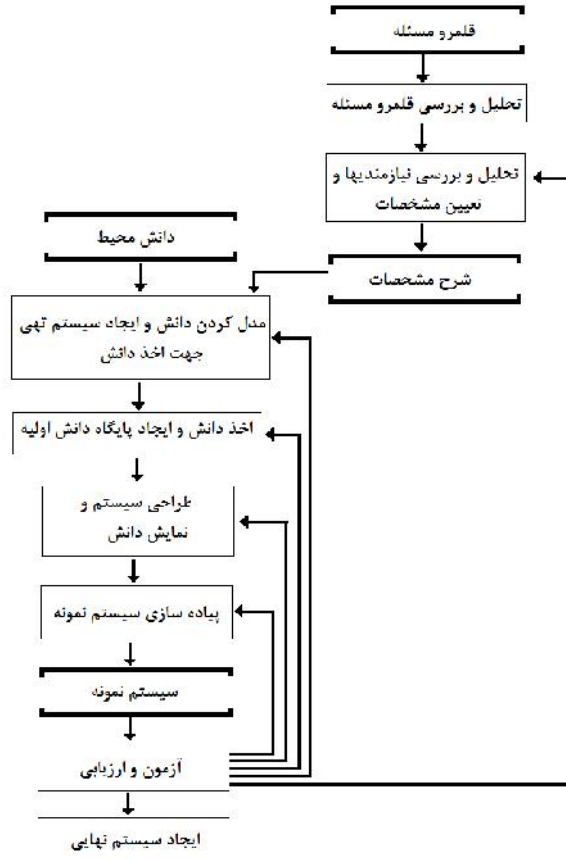 قلمرو مسئله
تحلیل و بررسی قلمرو مسئله
تحلیل و بررسی نیازمندیها و
تعیین مشخصات
شرح مشخصات
دانش محیط
مدل کردن دانش و ایجاد سیستم تهی
جهت اخذ دانش
اخذ دانش و ایجاد پایگاه دانش اولیه
طراحی سیستم و
نمایش دانش
پیاده سازی سیستم نمونه
سیستم نمونه
آزمون و ارزیابی
ایجاد سیستم نهایی